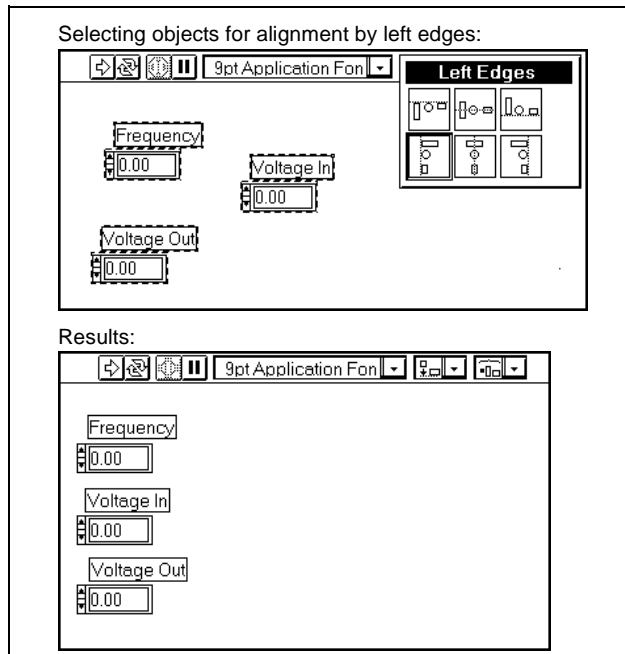 Selecting objects for alignment by left edges:
9pt Application Fon
Left Edges
Frequency
0.00
Voltage In
0.00
Voltage Out
0.00
Results:
9pt Application Fon
Frequency
0.00
Voltage In
0.00
Voltage Out
0.00